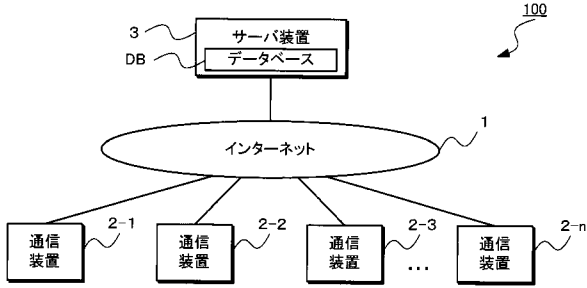 100
3
サーバ装置
DB
データベース
1
インターネット
2-1
2-2
2-3
2-n
通信
装置
通信
装置
通信
装置
...
通信
装置